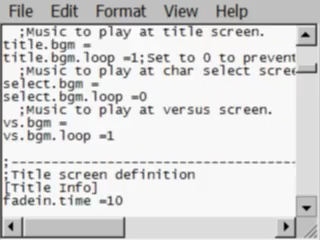 File Edit Format View Help
;Music to play at title screen.
title.bgm =
title.bgm.loop =1;Set to 0 to prevent
;Music to play at char select scree
select.bgm =
select.bgm.loop =0
;Music to play at versus screen.
vs.bgm =
vs.bgm.loop =1
;-----------------------------------
;Title screen definition
[Title Info]
fadein.time =10